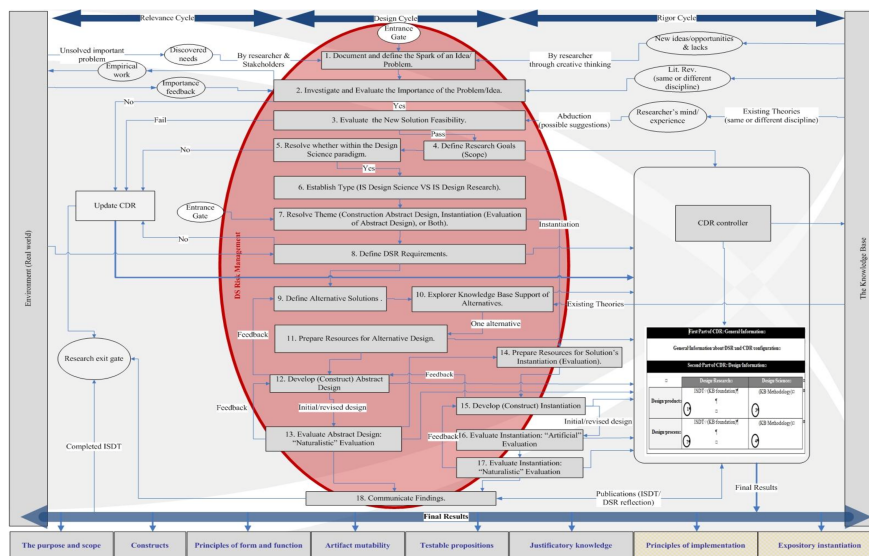 Relevance Cycle
Design Cycle
Rigor Cycle
Entrance
Gate
Unsolved important
problem
Discovered
needs
By researcher &
Stakeholders
1. Document and define the Spark of an Idea/
Problem.
By researcher
through creative thinking
New ideas/opportunities
& lacks
Empirical
work
Importance
feedback
2. Investigate and Evaluate the Importance of the Problem/Idea.
Lit. Rev.
(same or different
discipline)
No
Yes
Fail
3. Evaluate the New Solution Feasibility.
Abduction
(possible suggestions)
Researcher's mind/
experience
Existing Theories
(same or different discipline)
Pass
No
5. Resolve whether within the Design
Science paradigm.
4. Define Research Goals
(Scope)
Yes
6. Establish Type (IS Design Science VS IS Design Research).
Update CDR
Entrance
Gate
7. Resolve Theme (Construction Abstract Design, Instantiation (Evaluation
of Abstract Design), or Both).
Instantiation
CDR controller
No
8. Define DSR Requirements.
Environment (Real world)
DS Risk Management
The Knowledge Base
9. Define Alternative Solutions .
10. Explorer Knowledge Base Support of
Alternatives.
Existing Theories
Feedback
One alternative
11. Prepare Resources for Alternative Design.
14. Prepare Resources for Solution's
Instantiation (Evaluation).
First Part of CDR: General Information:
General Information about DSR and CDR configuration:
Second Part of CDR: Design Information:
Design Research:
Design Science:
Design product:
ISDT - (KB foundation)¶
(KB Methodology)
Design process:
ISDT - (KB foundation)¶
(KB Methodology)
Research exit gate
12. Develop (Construct) Abstract
Design
Feedback
Feedback
Initial/revised design
15. Develop (Construct) Instantiation
Initial/revised design
13. Evaluate Abstract Design:
"Naturalistic" Evaluation
Feedback
16. Evaluate Instantiation: "Artificial"
Evaluation
17. Evaluate Instantiation:
"Naturalistic" Evaluation
Completed ISDT
18. Communicate Findings.
Publications (ISDT/
DSR reflection)
Final Results
Final Results
The purpose and scope
Constructs
Principles of form and function
Artifact mutability
Testable propositions
Justificatory knowledge
Principles of implementation
Expository instantiation